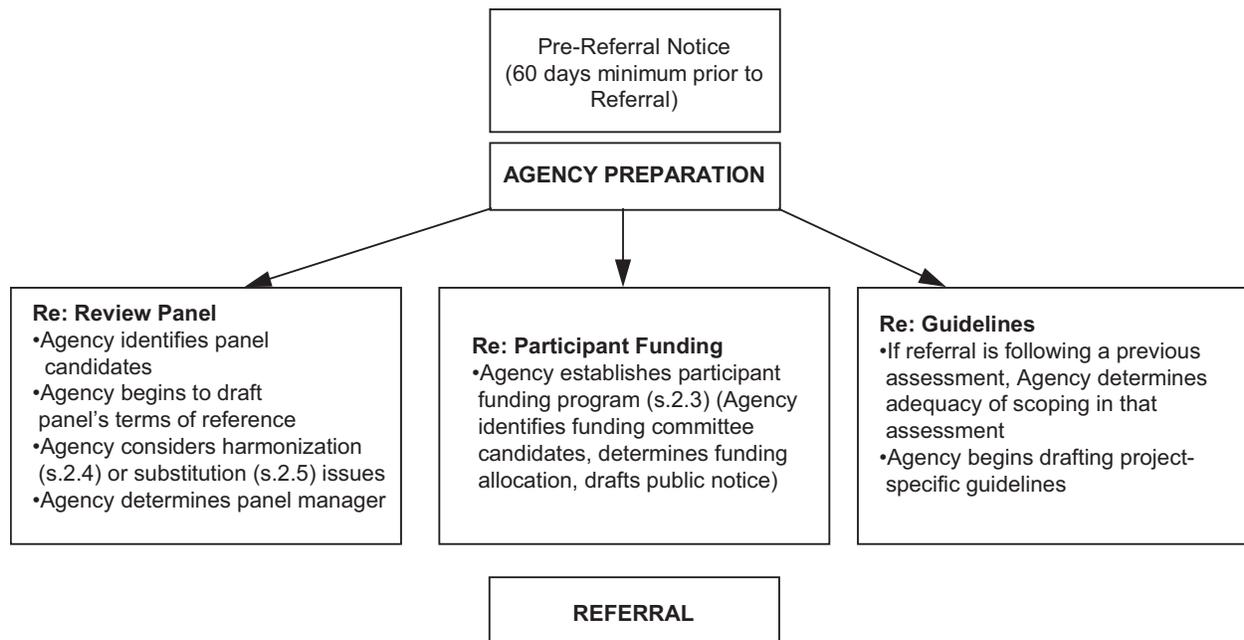 Pre-Referral Notice
(60 days minimum prior to
Referral)
AGENCY PREPARATION
Re: Review Panel
•Agency identifies panel
candidates
•Agency begins to draft
panel's terms of reference
•Agency considers harmonization
(s.2.4) or substitution (s.2.5) issues
•Agency determines panel manager
Re: Participant Funding
•Agency establishes participant
funding program (s.2.3) (Agency
identifies funding committee
candidates, determines funding
allocation, drafts public notice)
Re: Guidelines
•If referral is following a previous
assessment, Agency determines
adequacy of scoping in that
assessment
•Agency begins drafting project-
specific guidelines
REFERRAL